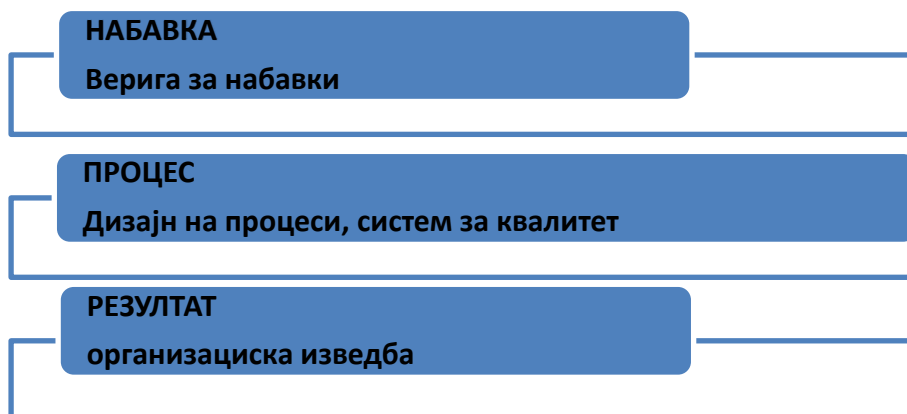 НАБАВКА
Верига за набавки
ПРОЦЕС
Дизајн на процеси, систем за квалитет
РЕЗУЛТАТ
организациска изведба